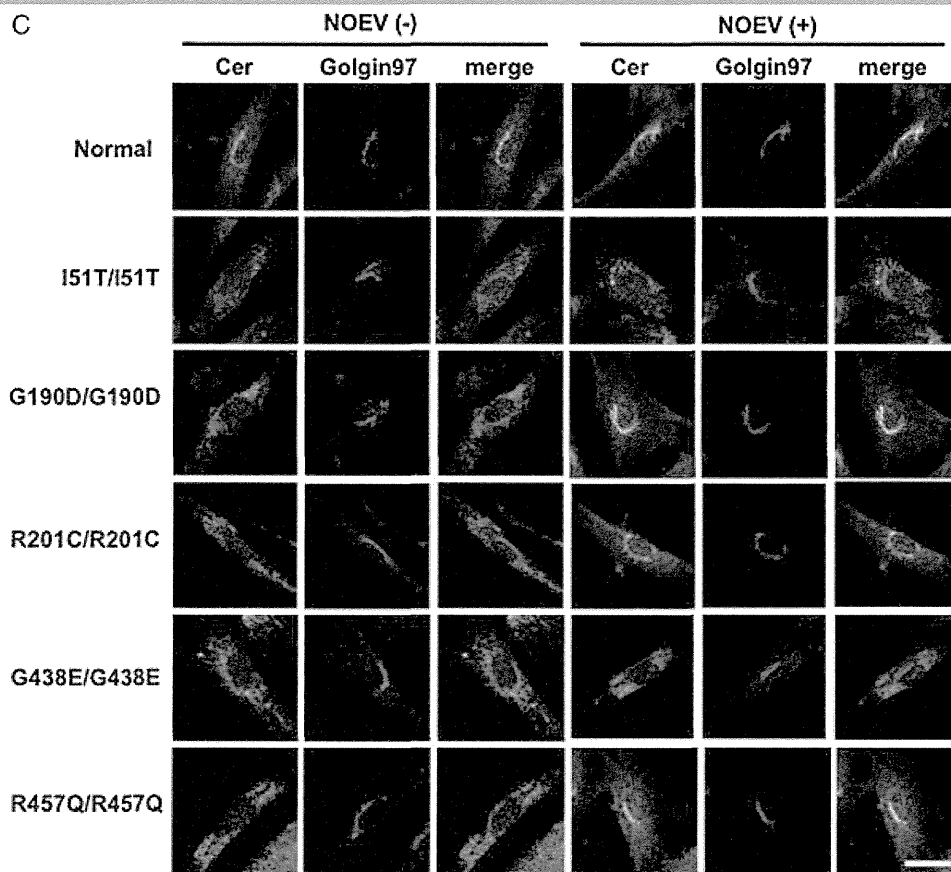 C
NOEV (-) NOEV (+)
Cer Golgin97 merge Cer Golgin97 merge
Normal
I51T/I51T
G190D/G190D
R201C/R201C
G438E/G438E
R457Q/R457Q